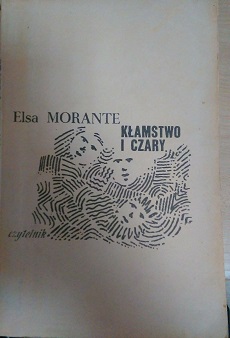 Elsa MORANTE
KŁAMSTWO
I CZARY
czytelnik